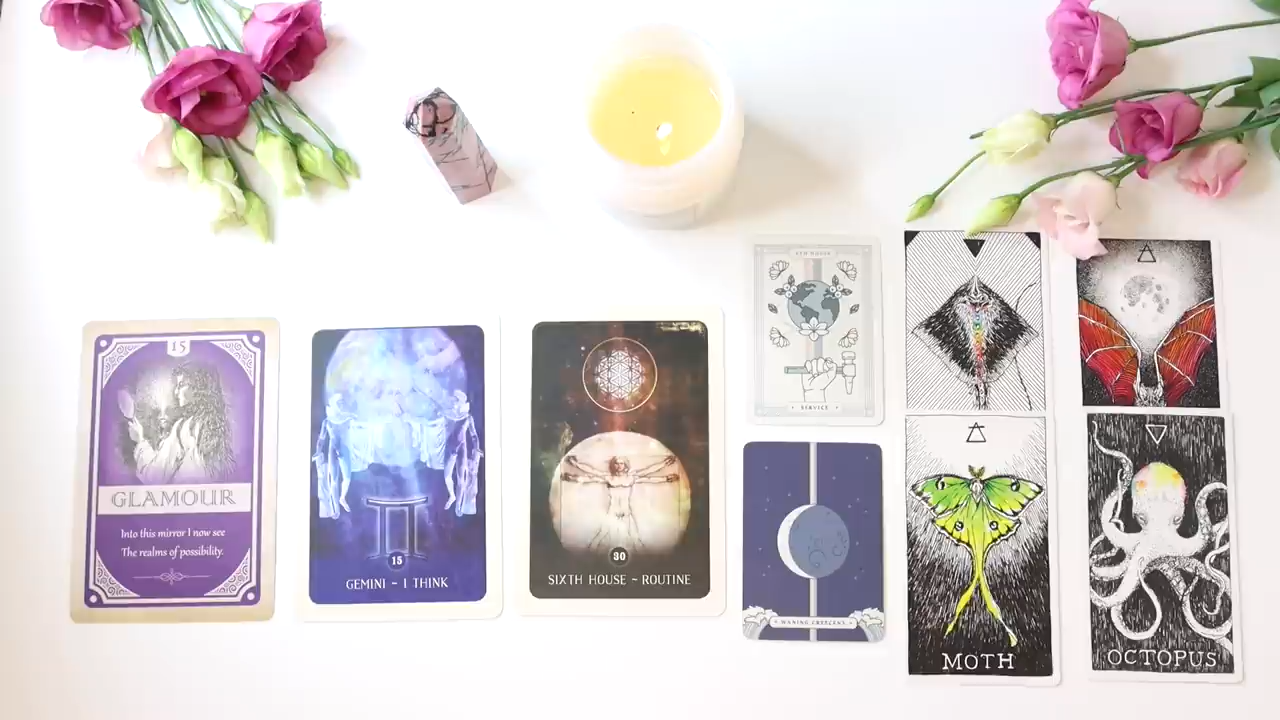 15
GLAMOUR
Into this mirror I now see
The realms of possibility.
15
GEMINI ~ I THINK
30
SIXTH HOUSE ~ ROUTINE
6TH HOUSE
SERVICE
WANING CRESCENT
MOTH
OCTOPUS